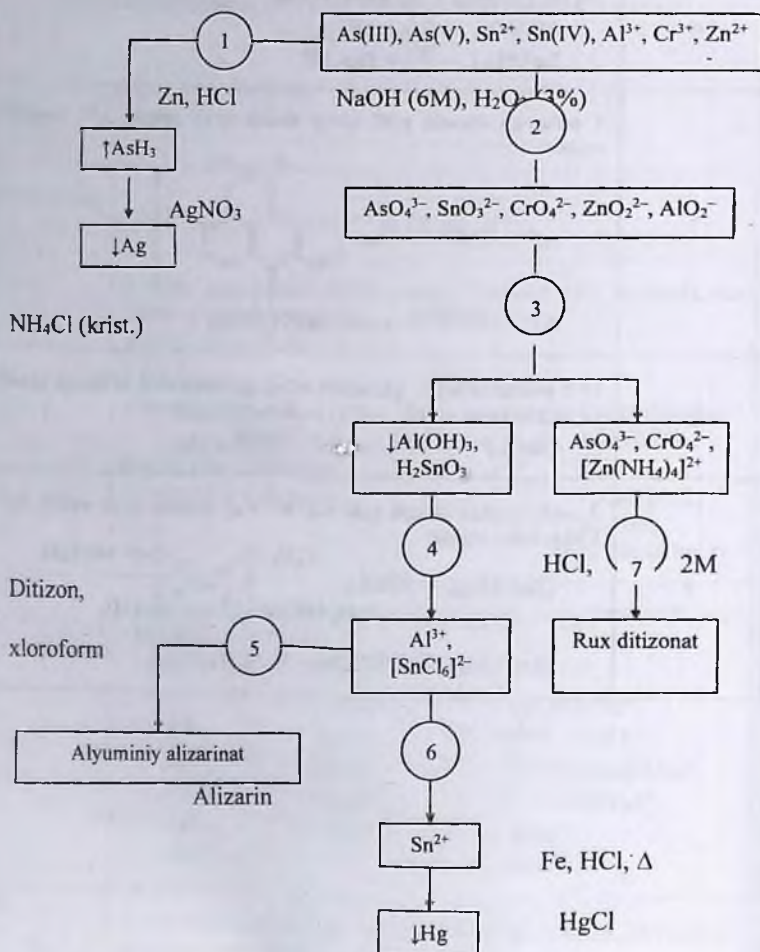 1
As(III), As(V), Sn²⁺, Sn(IV), Al³⁺, Cr³⁺, Zn²⁺
Zn, HCl
NaOH (6M), H₂O₂ (3%)
2
↑AsH₃
AgNO₃
AsO₄³⁻, SnO₃²⁻, CrO₄²⁻, ZnO₂²⁻, AlO₂⁻
↓Ag
3
NH₄Cl (krist.)
↓Al(OH)₃,
H₂SnO₃
AsO₄³⁻, CrO₄²⁻,
[Zn(NH₄)₄]²⁺
4
HCl, 7 2M
Ditizon,
xloroform
5
Al³⁺,
[SnCl₆]²⁻
Rux ditizonat
Alyuminiy alizarinat
Alizarin
6
Sn²⁺
Fe, HCl, Δ
↓Hg
HgCl